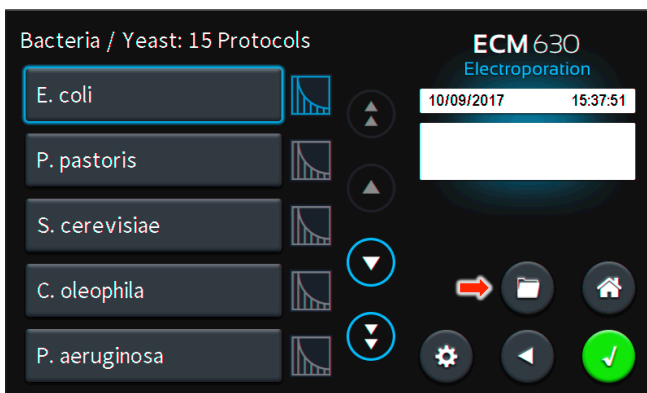 Bacteria / Yeast: 15 Protocols
E. coli
P. pastoris
S. cerevisiae
C. oleophila
P. aeruginosa
ECM 630
Electroporation
10/09/2017 15:37:51